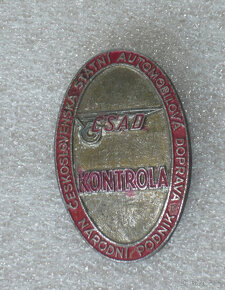 ČESKOSLOVENSKÁ STÁTNÍ AUTOMOBILOVÁ DOPRAVA
ČSAD
KONTROLA
NÁRODNÍ PODNIK